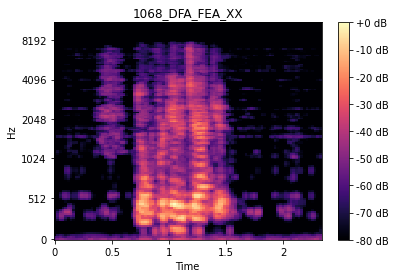 1068_DFA_FEA_XX
8192
4096
2048
1024
512
0
Hz
0
0.5
1
1.5
2
Time
+0 dB
-10 dB
-20 dB
-30 dB
-40 dB
-50 dB
-60 dB
-70 dB
-80 dB